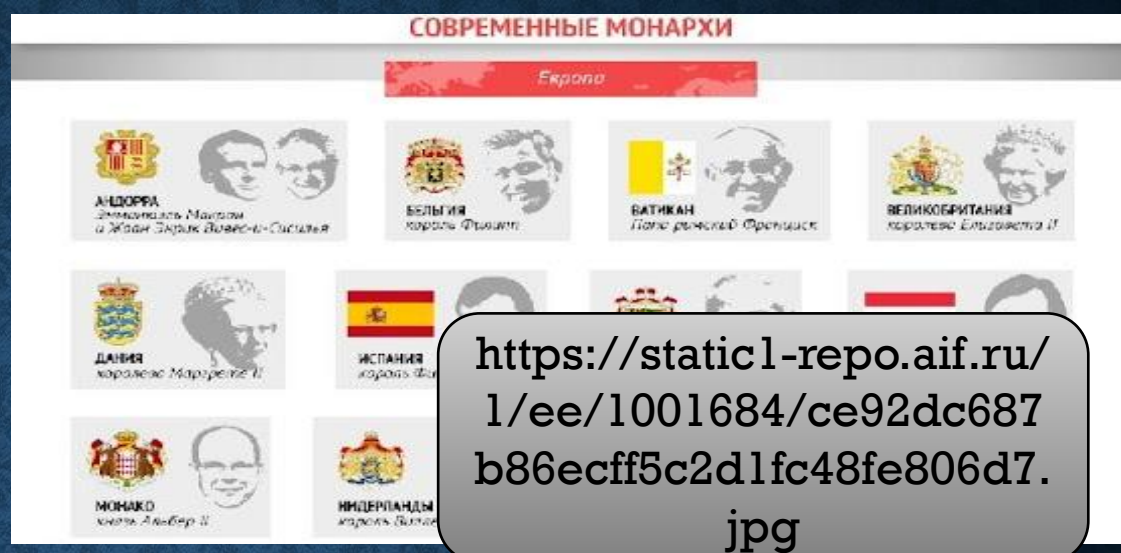 СОВРЕМЕННЫЕ МОНАРХИ
Европа
АНДОРРА
Эммануэль Макрон
и Жоан Энрик Вивес-и-Сисилья
БЕЛЬГИЯ
король Филипп
ВАТИКАН
Папа римский Франциск
ВЕЛИКОБРИТАНИЯ
королева Елизавета II
ДАНИЯ
королева Маргрете II
ИСПАНИЯ
король
МОНАКО
князь Альбер II
НИДЕРЛАНДЫ
король
https://static1-repo.aif.ru/
1/ee/1001684/ce92dc687
b86ecff5c2d1fc48fe806d7.
jpg